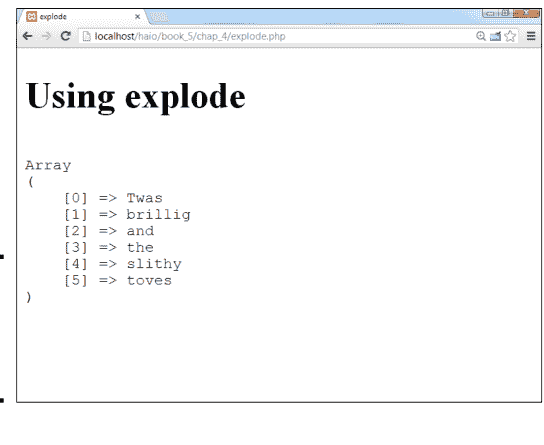 explode
localhost/haio/book_5/chap_4/explode.php
Using explode
Array
(
[0] => Twas
[1] => brillig
[2] => and
[3] => the
[4] => slithy
[5] => toves
)